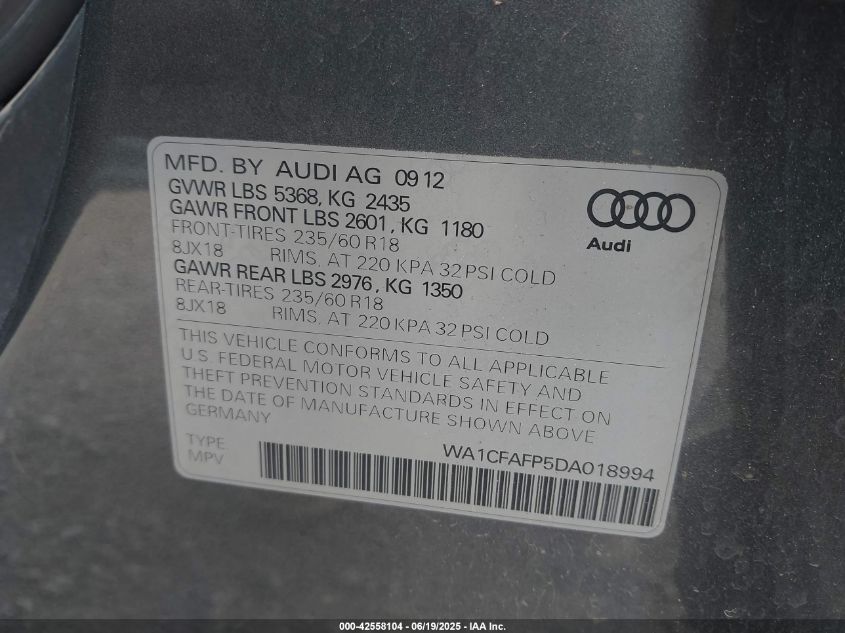 MFD. BY AUDI AG 09 12
GVWR LBS 5368, KG 2435
GAWR FRONT LBS 2601, KG 1180
FRONT-TIRES 235/60 R18
8JX18 RIMS, AT 220 KPA 32 PSI COLD
GAWR REAR LBS 2976, KG 1350
REAR-TIRES 235/60 R18
8JX18 RIMS, AT 220 KPA 32 PSI COLD
Audi
THIS VEHICLE CONFORMS TO ALL APPLICABLE
U.S. FEDERAL MOTOR VEHICLE SAFETY AND
THEFT PREVENTION STANDARDS IN EFFECT ON
THE DATE OF MANUFACTURE SHOWN ABOVE
GERMANY
TYPE WA1CFAFP5DA018994
MPV
000-42558104 - 06/19/2025 - IAA Inc.